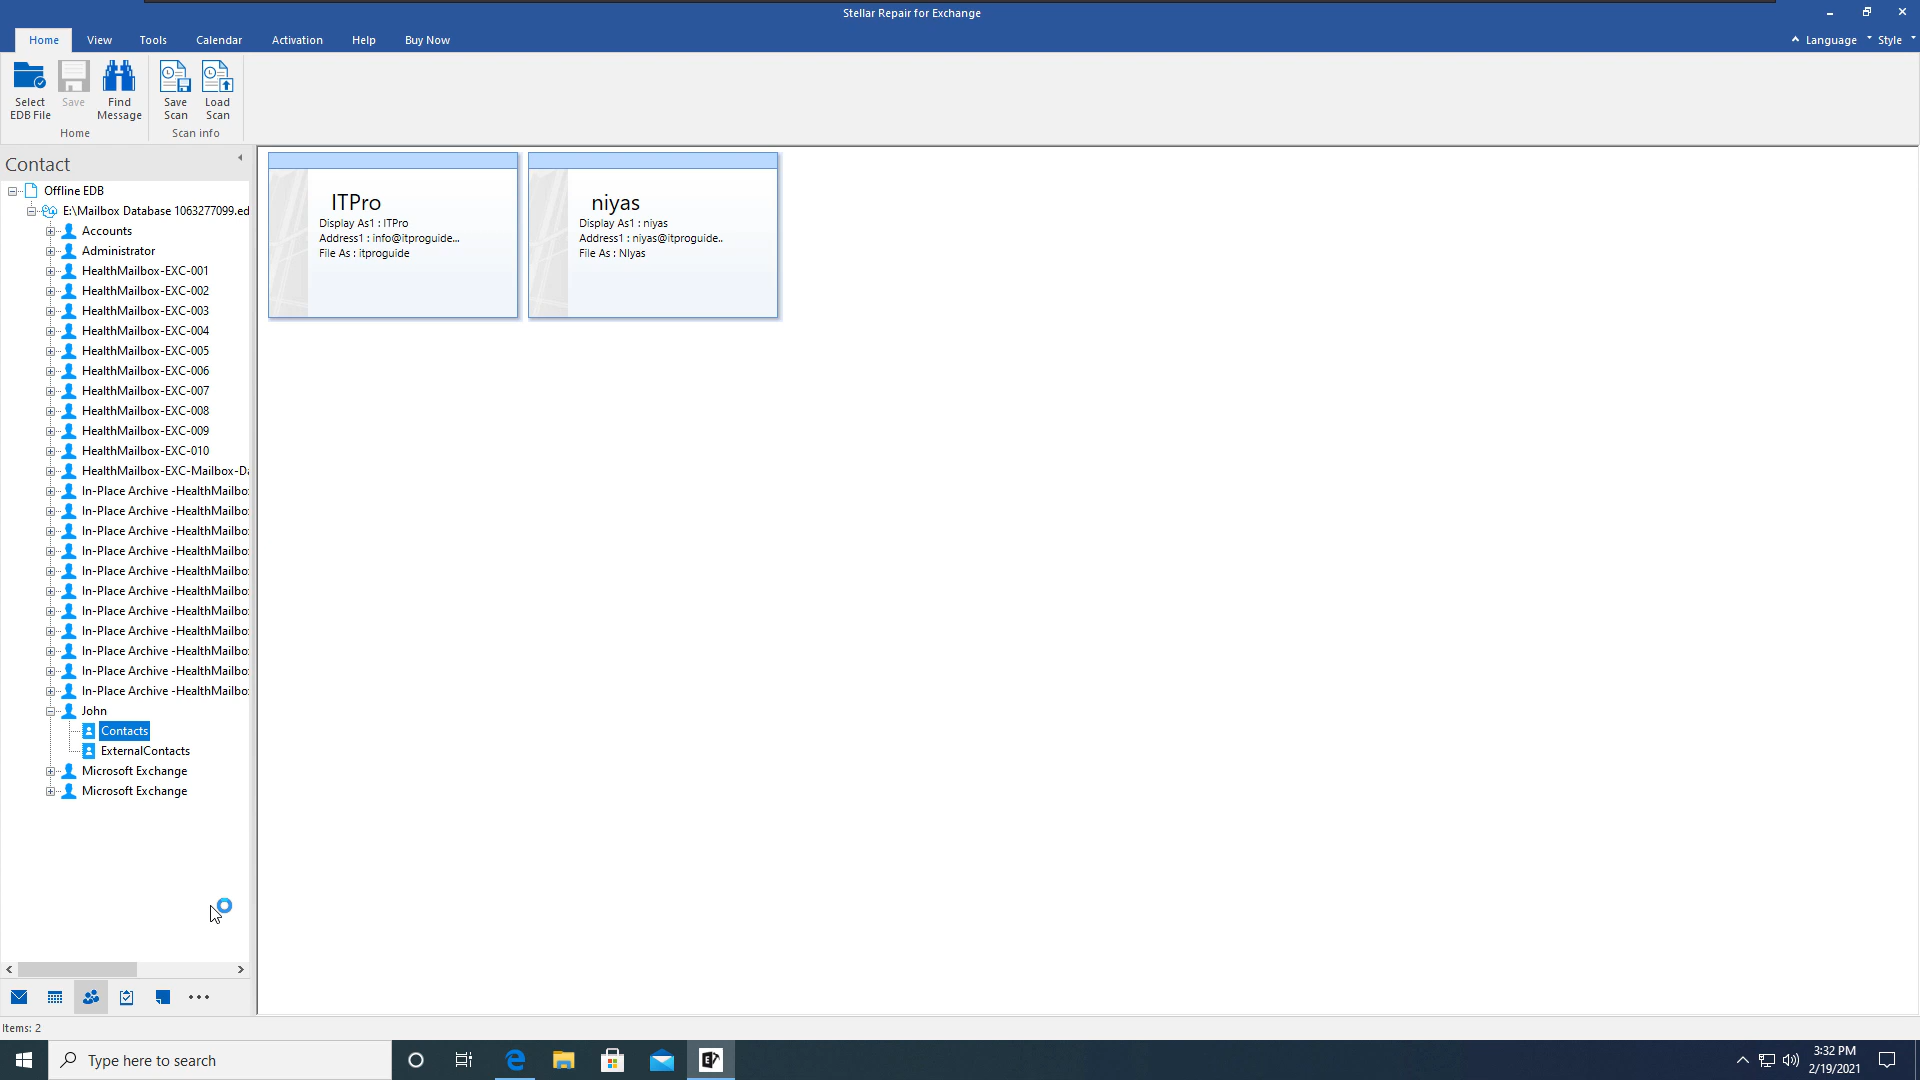 Stellar Repair for Exchange
Home View Tools Calendar Activation Help Buy Now
Language Style
Select EDB File
Save
Find Message
Save Scan
Load Scan
Home
Scan info
Contact
Offline EDB
E:\Mailbox Database 1063277099.ed
Accounts
Administrator
HealthMailbox-EXC-001
HealthMailbox-EXC-002
HealthMailbox-EXC-003
HealthMailbox-EXC-004
HealthMailbox-EXC-005
HealthMailbox-EXC-006
HealthMailbox-EXC-007
HealthMailbox-EXC-008
HealthMailbox-EXC-009
HealthMailbox-EXC-010
HealthMailbox-EXC-Mailbox-Da
In-Place Archive -HealthMailbo
In-Place Archive -HealthMailbo
In-Place Archive -HealthMailbo
In-Place Archive -HealthMailbo
In-Place Archive -HealthMailbo
In-Place Archive -HealthMailbo
In-Place Archive -HealthMailbo
In-Place Archive -HealthMailbo
In-Place Archive -HealthMailbo
In-Place Archive -HealthMailbo
In-Place Archive -HealthMailbo
John
Contacts
ExternalContacts
Microsoft Exchange
Microsoft Exchange
ITPro
Display As1 : ITPro
Address1 : info@itproguide...
File As : itproguide
niyas
Display As1 : niyas
Address1 : niyas@itproguide..
File As : NIyas
Items: 2
Type here to search
3:32 PM
2/19/2021